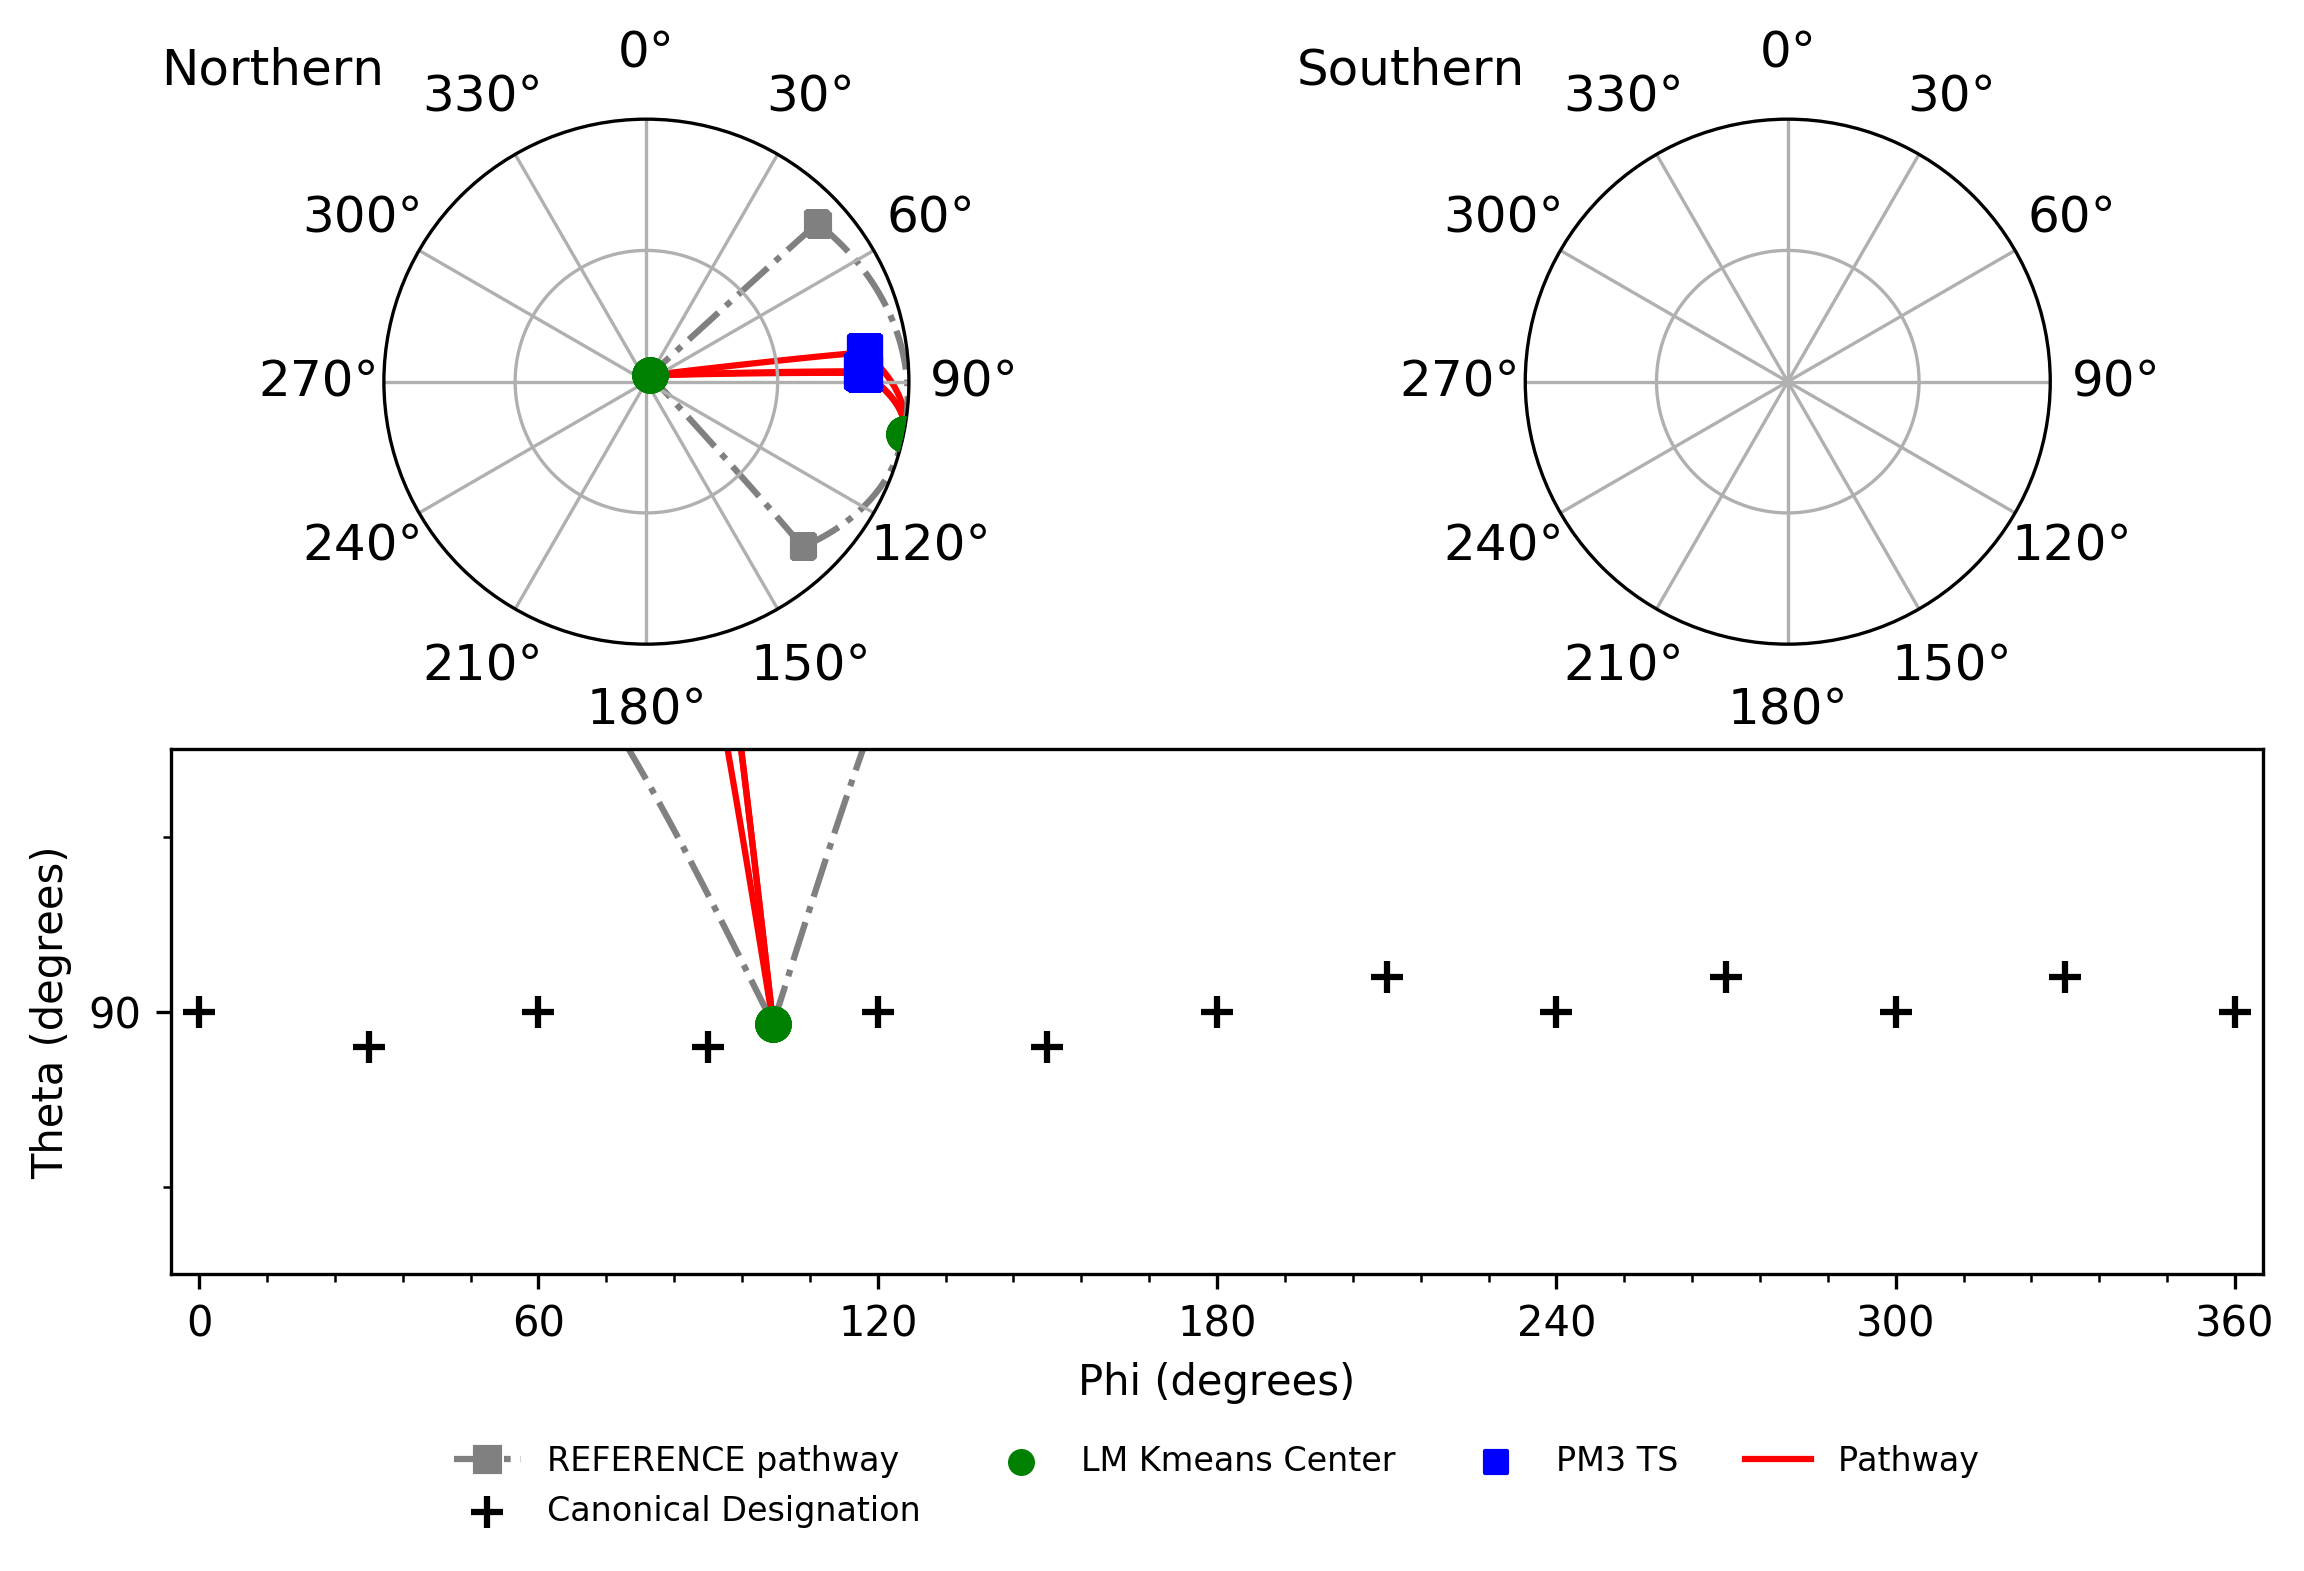 Northern
0°
30°
60°
90°
120°
150°
180°
210°
240°
270°
300°
330°
Southern
0°
30°
60°
90°
120°
150°
180°
210°
240°
270°
300°
330°
Theta (degrees)
90
0 60 120 180 240 300 360
Phi (degrees)
REFERENCE pathway
Canonical Designation
LM Kmeans Center
PM3 TS
Pathway